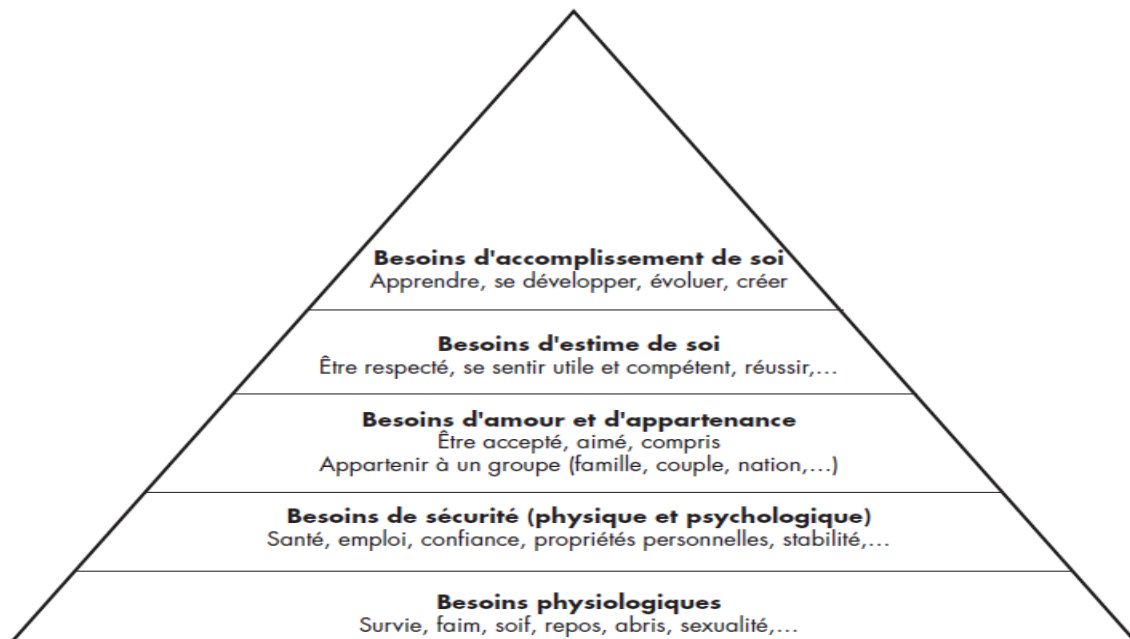 Besoins d'accomplissement de soi
Apprendre, se développer, évoluer, créer
Besoins d'estime de soi
Être respecté, se sentir utile et compétent, réussir,...
Besoins d'amour et d'appartenance
Être accepté, aimé, compris
Appartenir à un groupe (famille, couple, nation,...)
Besoins de sécurité (physique et psychologique)
Santé, emploi, confiance, propriétés personnelles, stabilité,...
Besoins physiologiques
Survie, faim, soif, repos, abris, sexualité,...